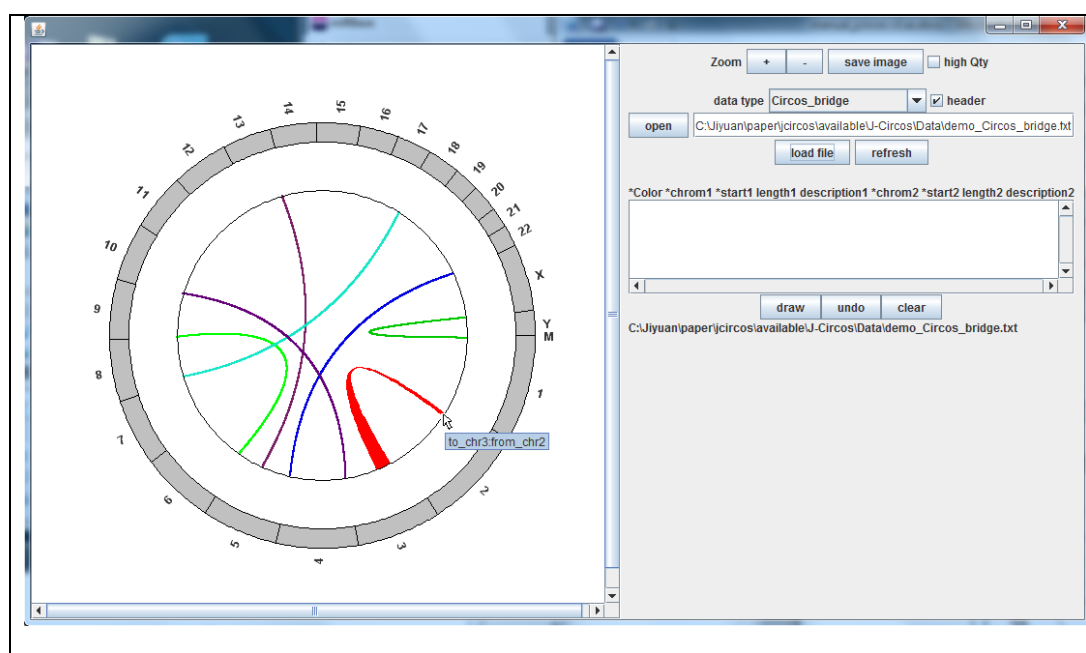 Zoom + - save image high Qty
data type Circos_bridge header
open C:\Jiyuan\paper\jcircos\available\J-Circos\Data\demo_Circos_bridge.txt
load file refresh
*Color *chrom1 *start1 length1 description1 *chrom2 *start2 length2 description2
draw undo clear
C:\Jiyuan\paper\jcircos\available\J-Circos\Data\demo_Circos_bridge.txt
1
2
3
4
5
6
7
8
9
10
11
12
13
14
15
16
17
18
19
20
21
22
X
Y
M
to_chr3:from_chr2